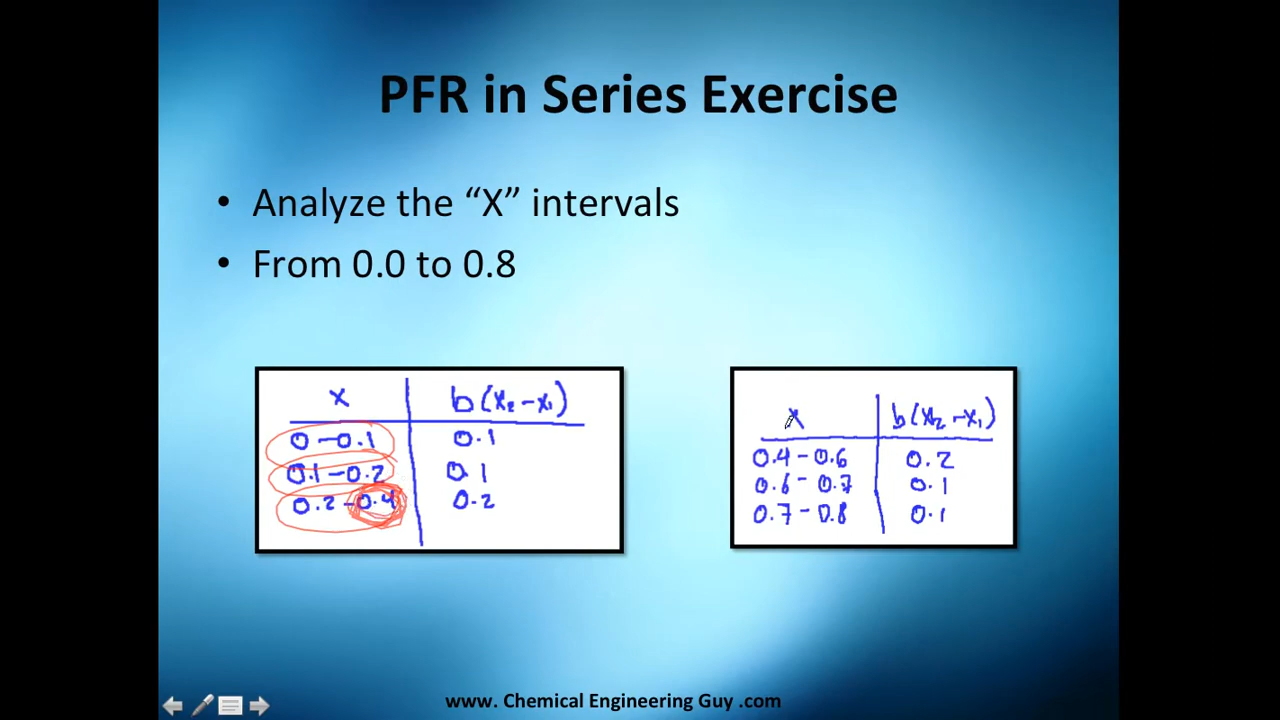 PFR in Series Exercise
• Analyze the “X” intervals
• From 0.0 to 0.8
x b(x₂-x₁)
0-0.1 0.1
0.1-0.2 0.1
0.2-0.4 0.2
x b(x₂-x₁)
0.4-0.6 0.2
0.6-0.7 0.1
0.7-0.8 0.1
www. Chemical Engineering Guy .com